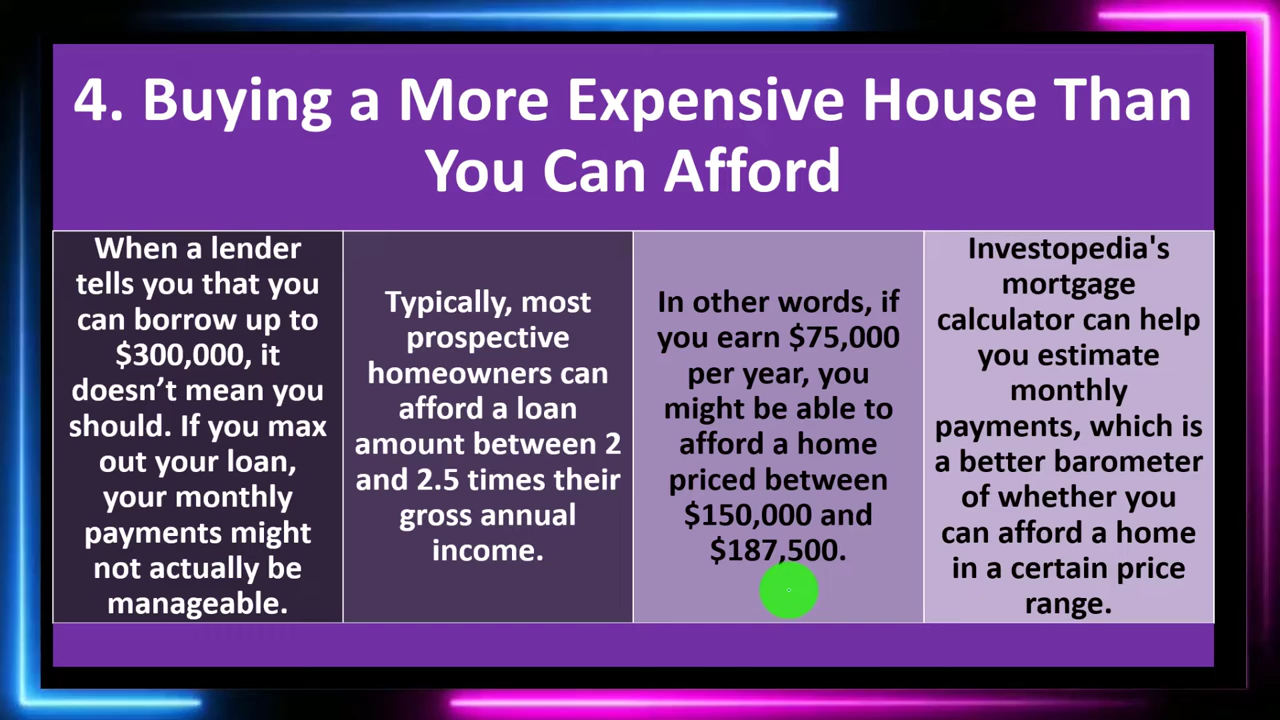 4. Buying a More Expensive House Than
You Can Afford
When a lender
tells you that you
can borrow up to
$300,000, it
doesn’t mean you
should. If you max
out your loan,
your monthly
payments might
not actually be
manageable.
Typically, most
prospective
homeowners can
afford a loan
amount between 2
and 2.5 times their
gross annual
income.
In other words, if
you earn $75,000
per year, you
might be able to
afford a home
priced between
$150,000 and
$187,500.
Investopedia's
mortgage
calculator can help
you estimate
monthly
payments, which is
a better barometer
of whether you
can afford a home
in a certain price
range.